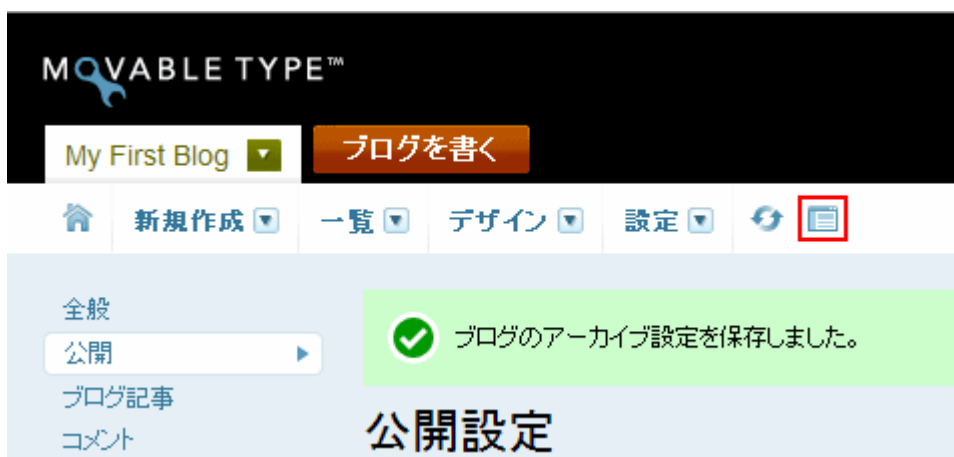 MOVABLE TYPE™
My First Blog
ブログを書く
新規作成 一覧 デザイン 設定
全般
公開
ブログ記事
コメント
ブログのアーカイブ設定を保存しました。
公開設定